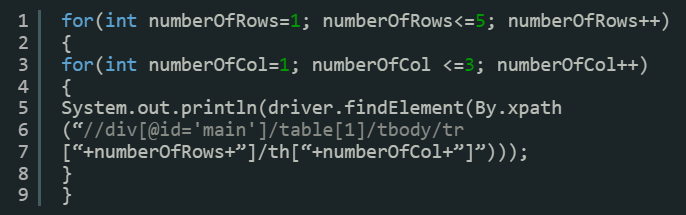 1 for(int numberOfRows=1; numberOfRows<=5; numberOfRows++)
2 {
3 for(int numberOfCol=1; numberOfCol <=3; numberOfCol++)
4 {
5 System.out.println(driver.findElement(By.xpath
6 (“//div[@id='main']/table[1]/tbody/tr
7 [“+numberOfRows+”]/th[“+numberOfCol+”]”)));
8 }
9 }